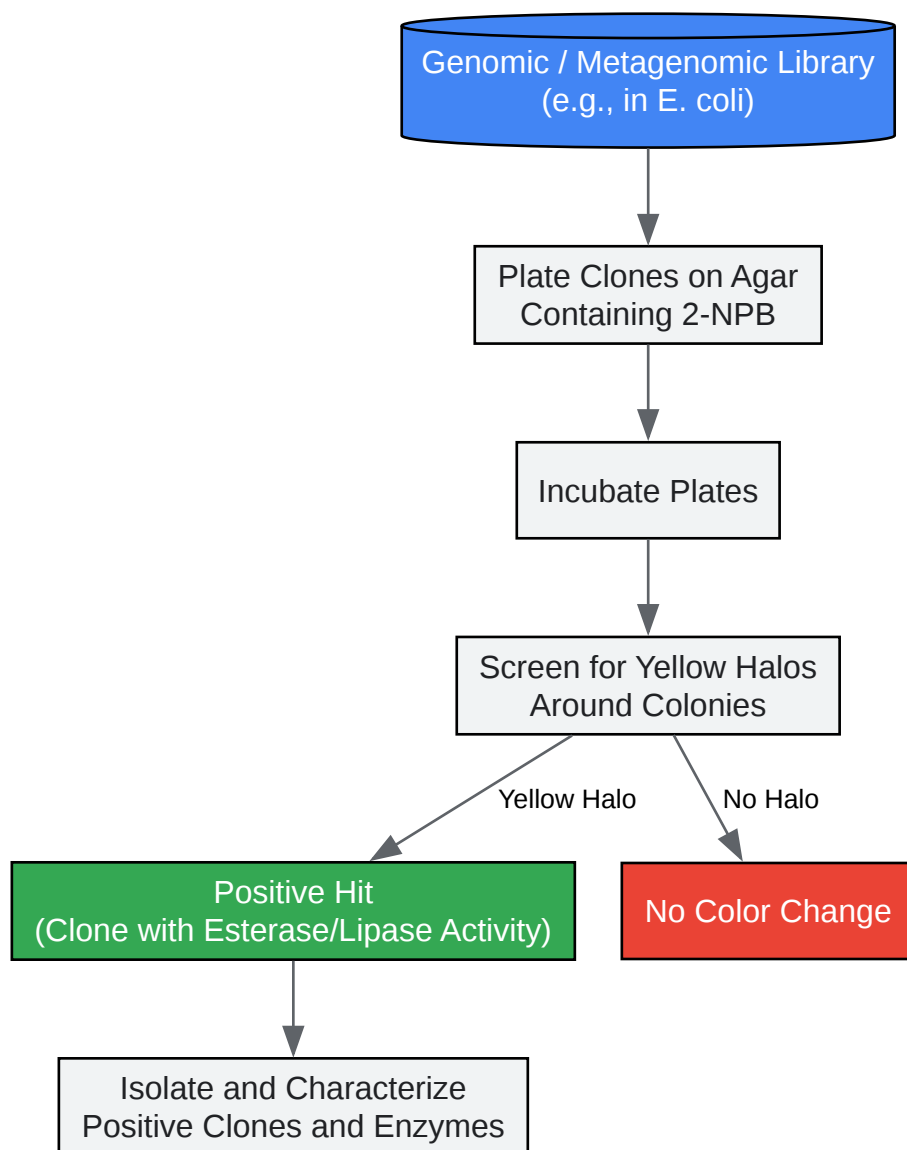 Genomic / Metagenomic Library
(e.g., in E. coli)
Plate Clones on Agar
Containing 2-NPB
Incubate Plates
Screen for Yellow Halos
Around Colonies
Yellow Halo
No Halo
Positive Hit
(Clone with Esterase/Lipase Activity)
No Color Change
Isolate and Characterize
Positive Clones and Enzymes